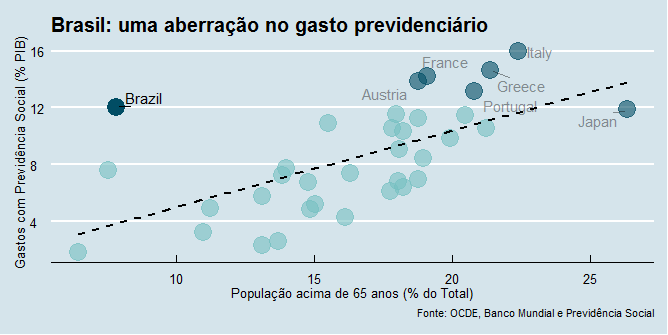 Brasil: uma aberração no gasto previdenciário
Gastos com Previdência Social (% PIB)
16
12
8
4
Brazil
Austria
France
Italy
Greece
Portugal
Japan
10
15
20
25
População acima de 65 anos (% do Total)
Fonte: OCDE, Banco Mundial e Previdência Social